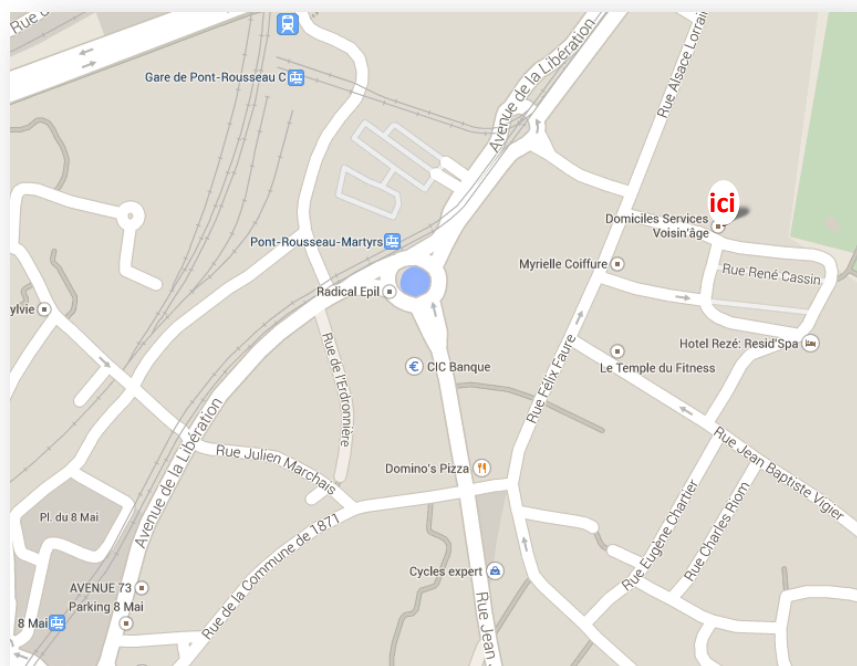 Rue
Gare de Pont-Rousseau C
Avenue de la Libération
Rue Alsace Lorraine
ici
Domiciles Services
Voisin'âge
Pont-Rousseau-Martyrs
Myrielle Coiffure
Rue René Cassin
Radical Epil
ylvie
Hotel Rezé: Resid'Spa
CIC Banque
Le Temple du Fitness
Rue de l'Erdronnière
Rue Félix Faure
Avenue de la Libération
Rue Julien Marchais
Domino's Pizza
Rue Jean Baptiste Vigier
Pl. du 8 Mai
Rue de la Commune de 1871
Rue Eugène Chartier
Rue Charles Riom
Cycles expert
AVENUE 73
Parking 8 Mai
8 Mai
Rue Jean